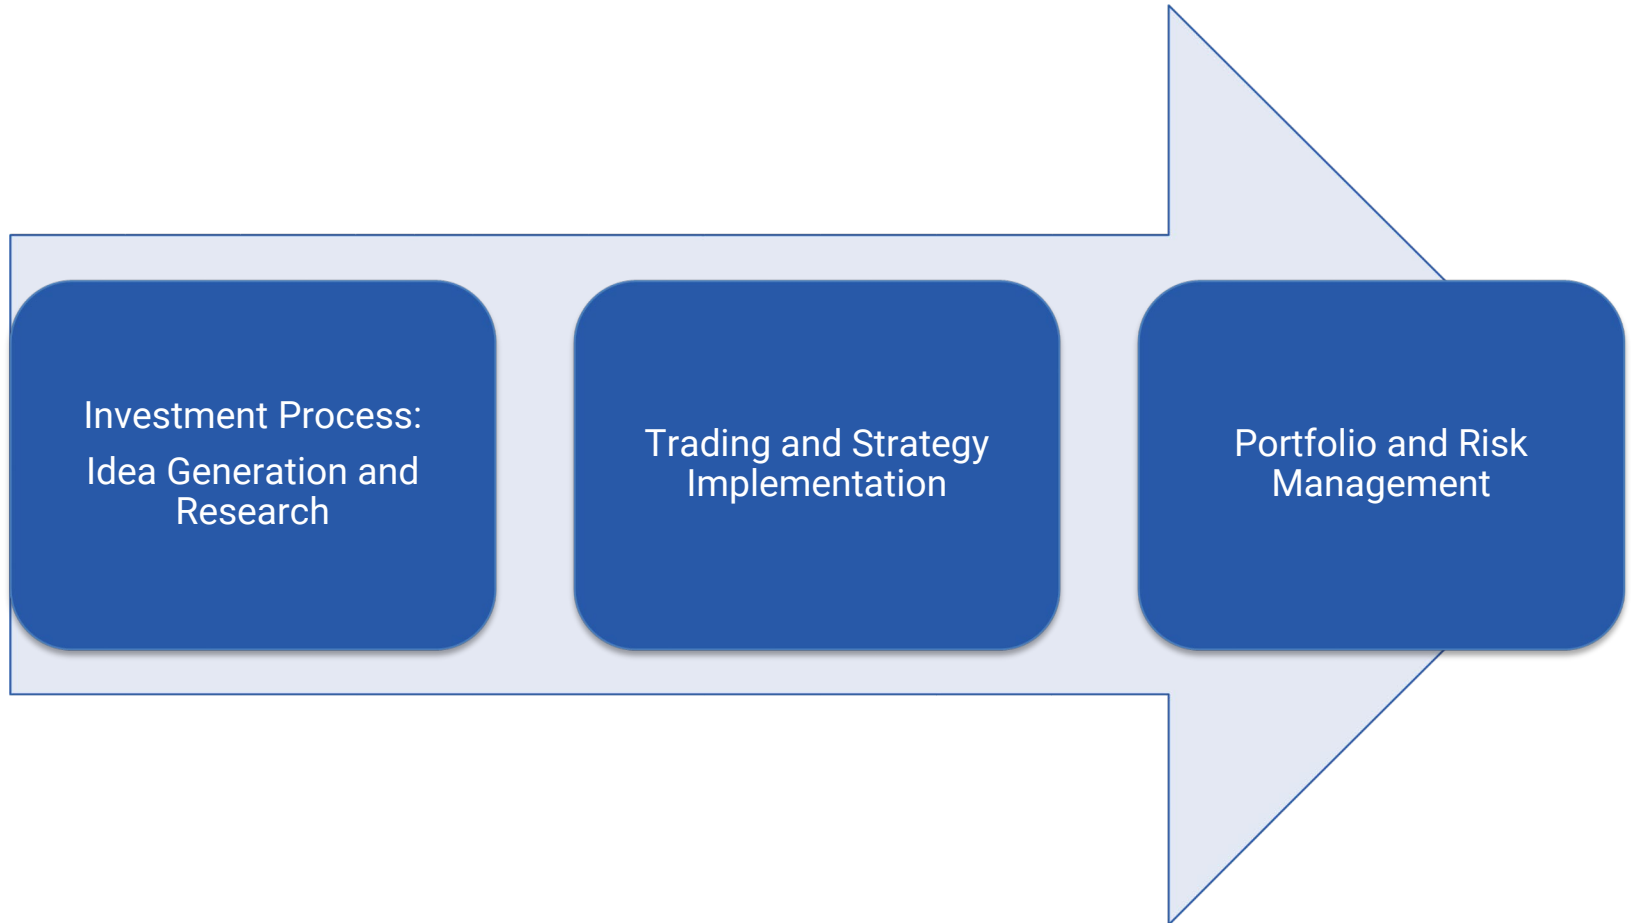 Investment Process:
Idea Generation and
Research
Trading and Strategy
Implementation
Portfolio and Risk
Management